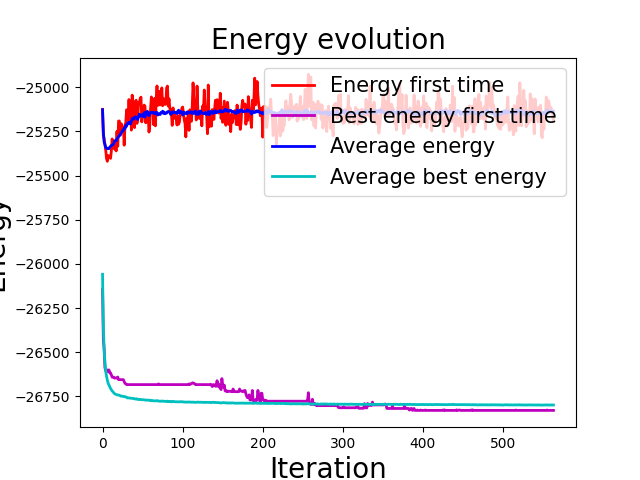 Energy evolution
Energy
−25000
−25250
−25500
−25750
−26000
−26250
−26500
−26750
Energy first time
Best energy first time
Average energy
Average best energy
0 100 200 300 400 500
Iteration